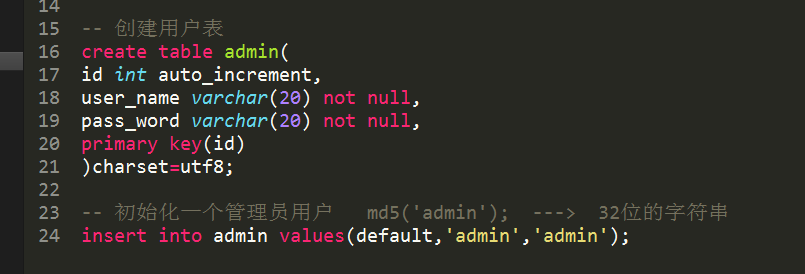 14
15 -- 创建用户表
16 create table admin(
17 id int auto_increment,
18 user_name varchar(20) not null,
19 pass_word varchar(20) not null,
20 primary key(id)
21 )charset=utf8;
22
23 -- 初始化一个管理员用户   md5('admin');  --->  32位的字符串
24 insert into admin values(default,'admin','admin');